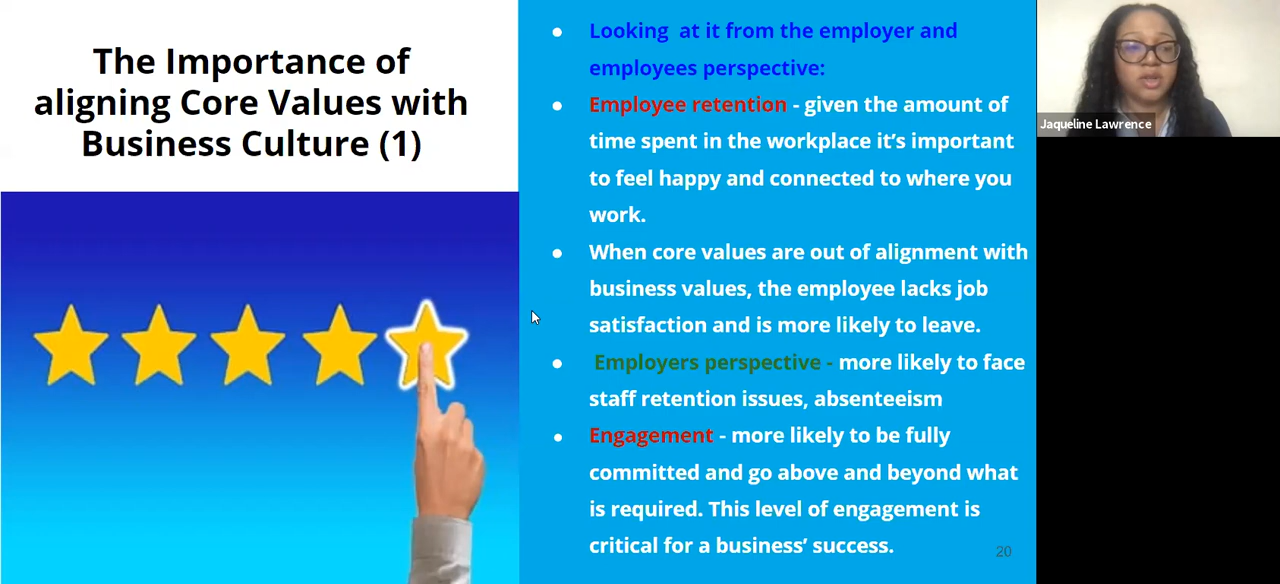 The Importance of
aligning Core Values with
Business Culture (1)
Looking at it from the employer and
employees perspective:
Employee retention - given the amount of
time spent in the workplace it’s important
to feel happy and connected to where you
work.
When core values are out of alignment with
business values, the employee lacks job
satisfaction and is more likely to leave.
Employers perspective - more likely to face
staff retention issues, absenteeism
Engagement - more likely to be fully
committed and go above and beyond what
is required. This level of engagement is
critical for a business’ success.
20
Jaqueline Lawrence